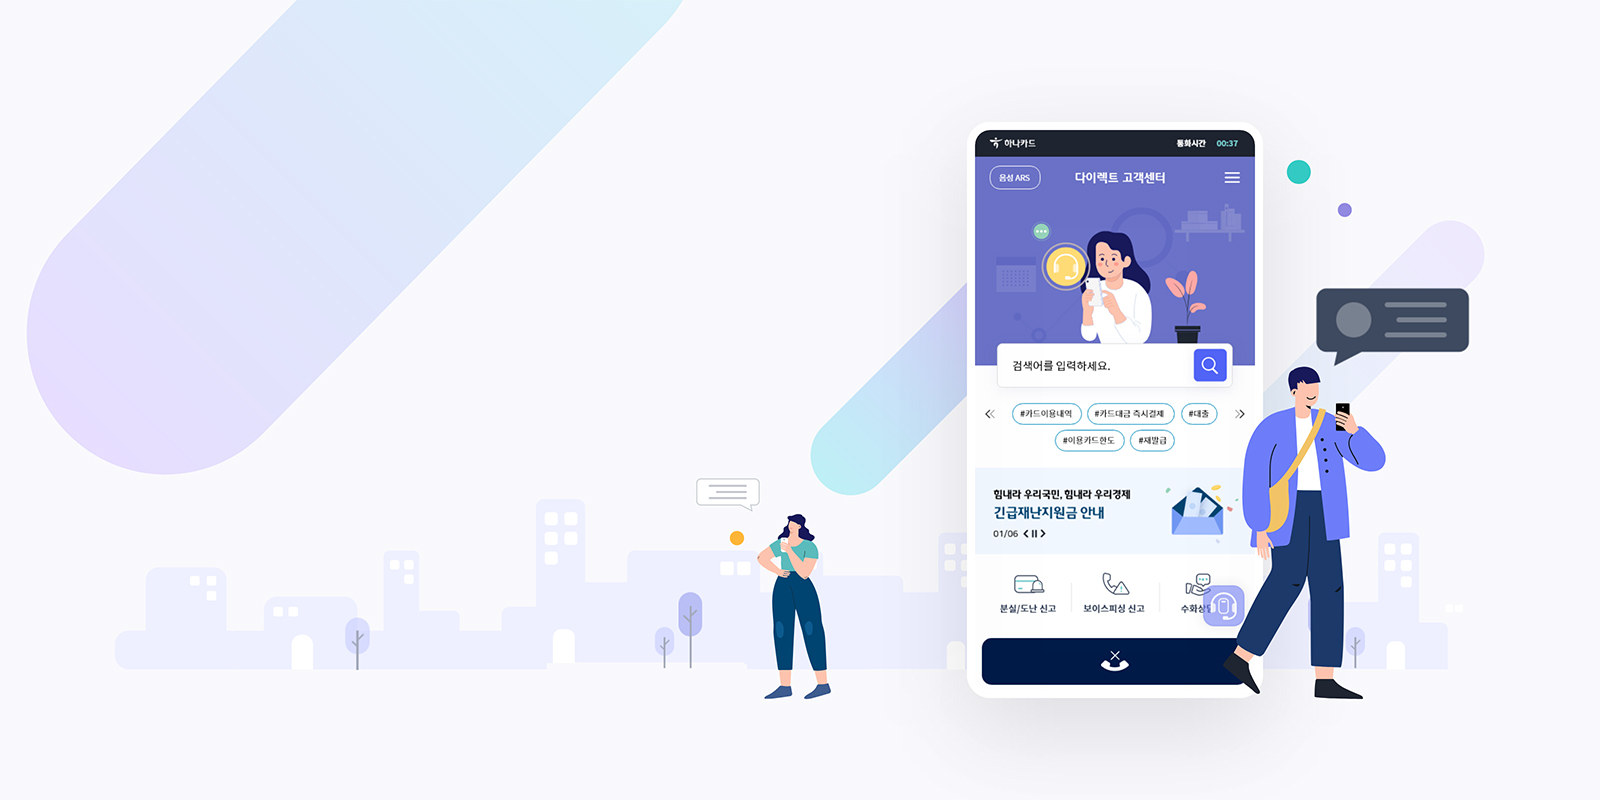 하나카드 통화시간 00:37
음성 ARS 다이렉트 고객센터
검색어를 입력하세요.
#카드이용내역 #카드대금 즉시결제 #대출
#이용카드한도 #재발급
힘내라 우리국민, 힘내라 우리경제
긴급재난지원금 안내
01/06
분실/도난 신고 보이스피싱 신고 수화상